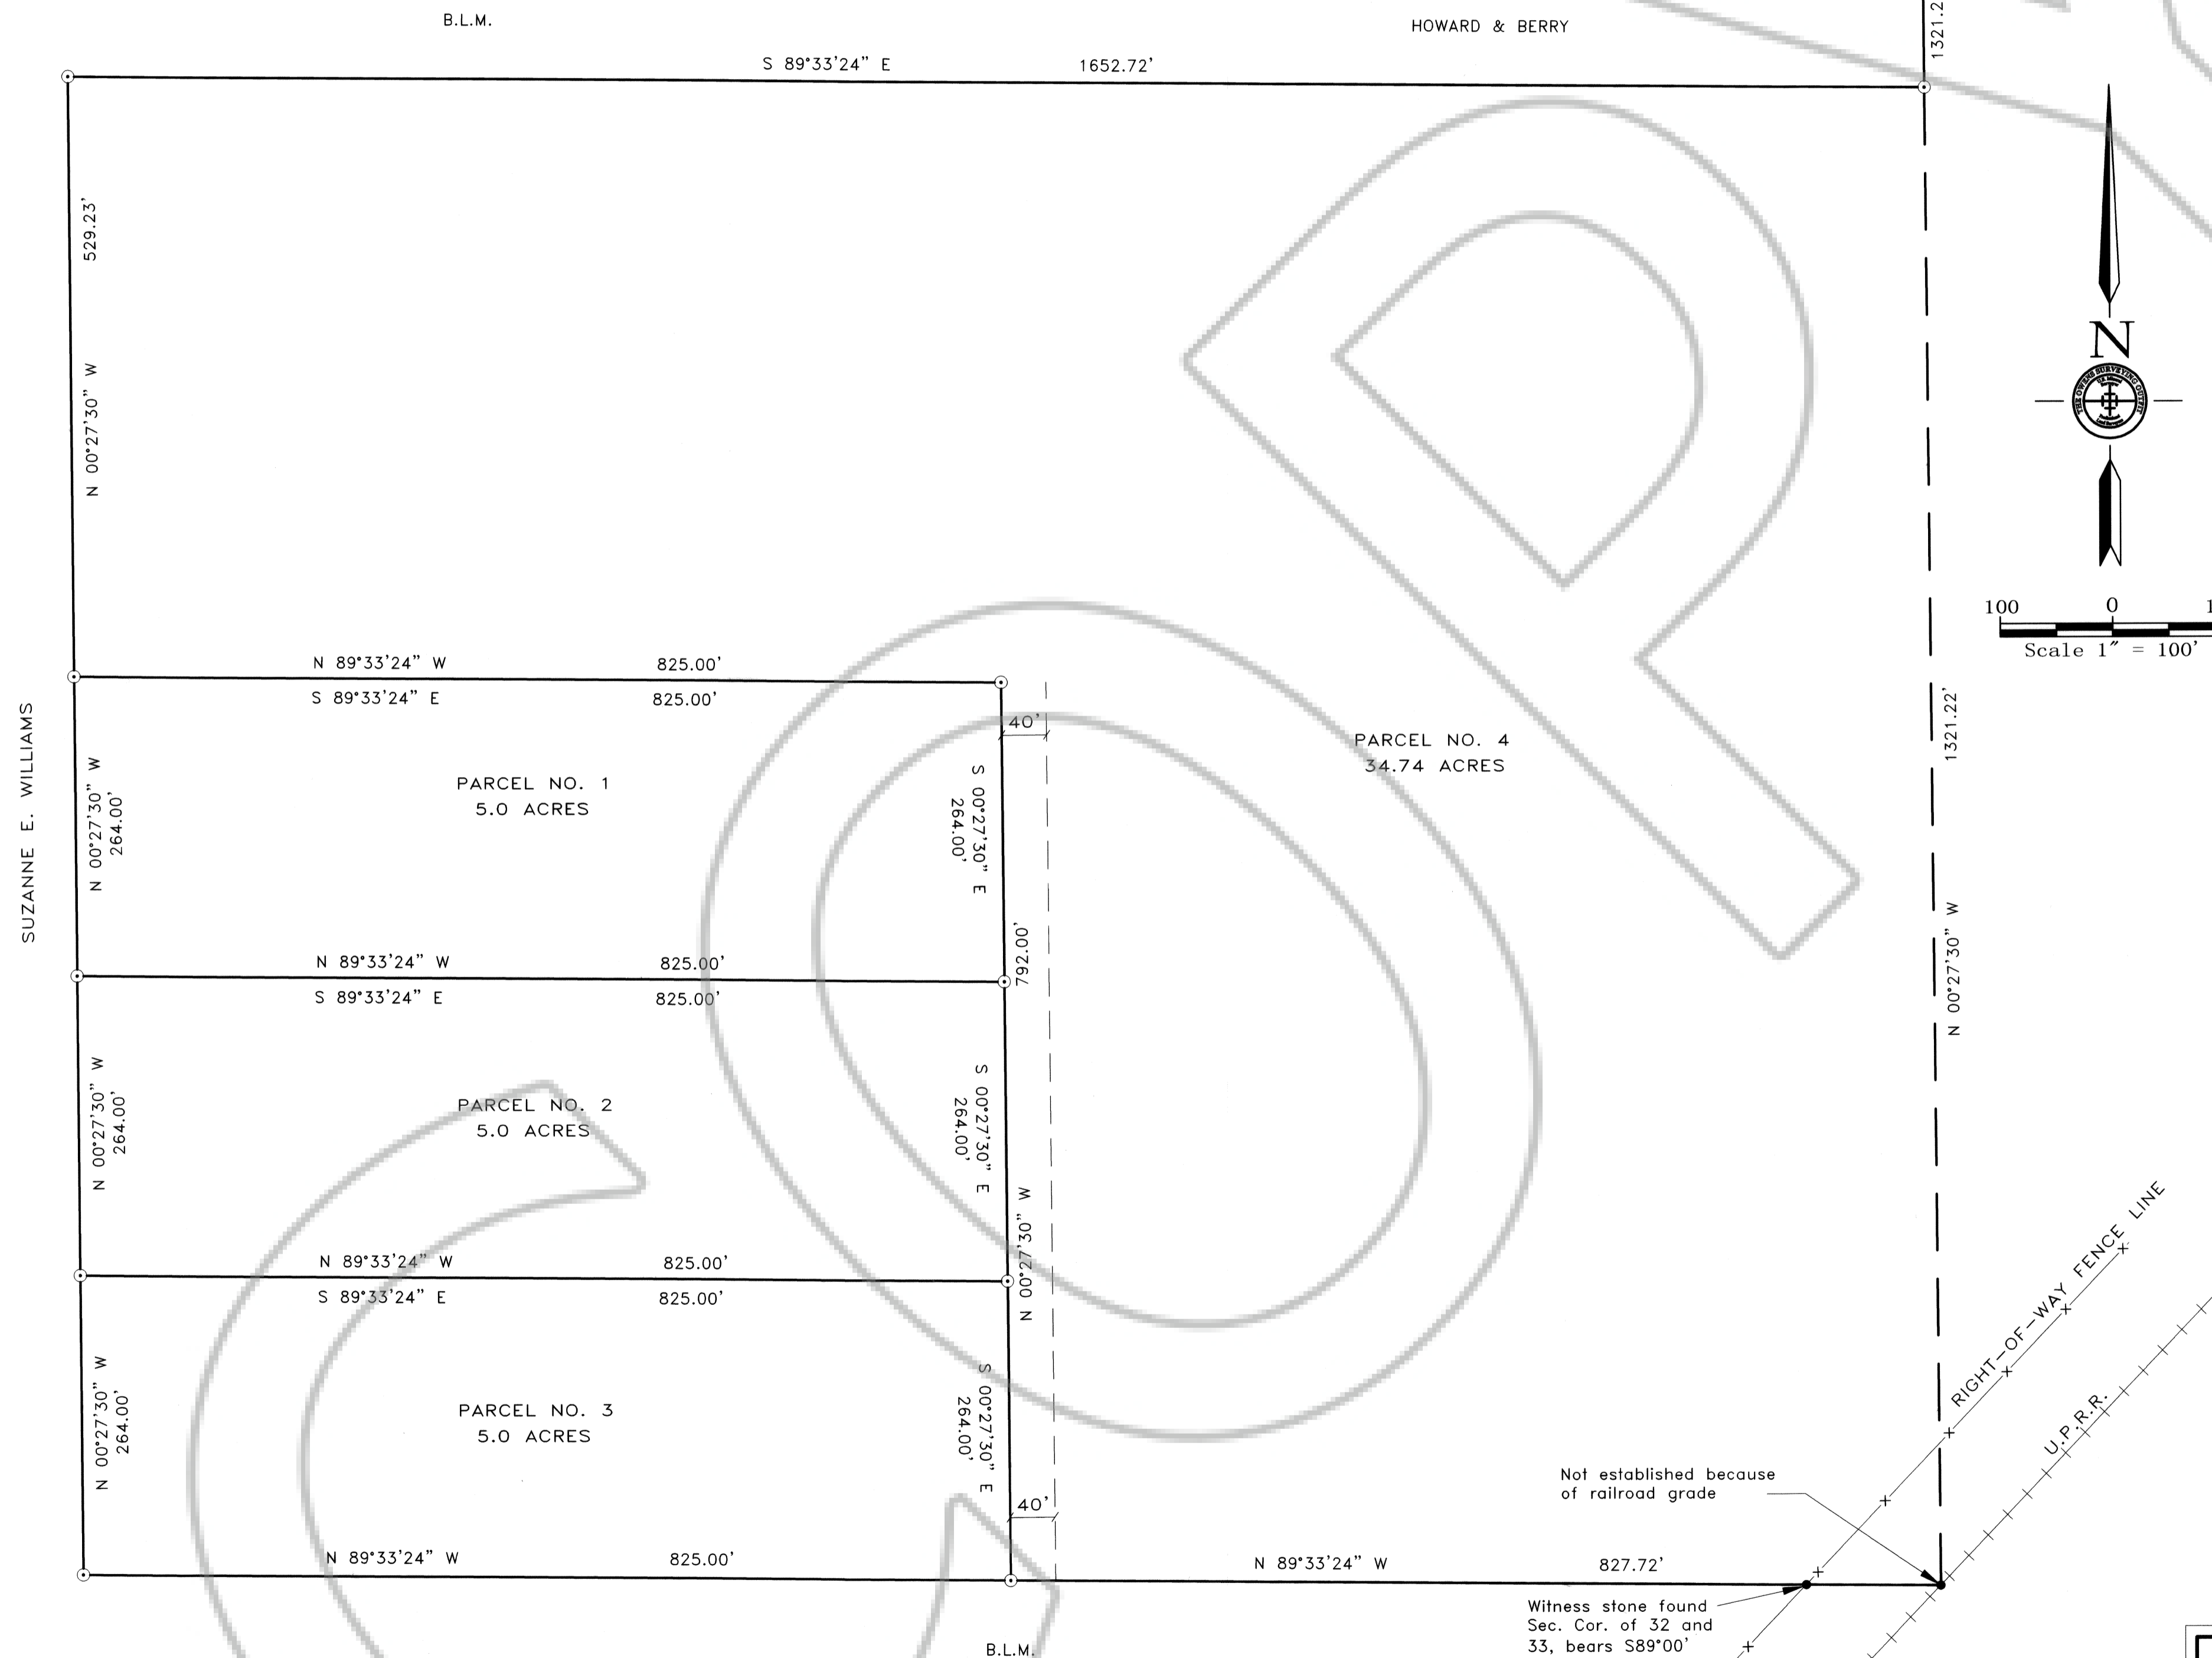 B.L.M.
HOWARD & BERRY
1321.2
S 89°33'24" E 1652.72'
529.23'
N 00°27'30" W
N
THE OWENS SURVEYING OUTFIT
100 0 1
Scale 1" = 100'
N 89°33'24" W 825.00'
S 89°33'24" E 825.00'
40'
SUZANNE E. WILLIAMS
N 00°27'30" W
264.00'
PARCEL NO. 1
5.0 ACRES
S 00°27'30" E
264.00'
PARCEL NO. 4
34.74 ACRES
1321.22'
N 00°27'30" W
792.00'
N 00°27'30" W
N 89°33'24" W 825.00'
S 89°33'24" E 825.00'
N 00°27'30" W
264.00'
PARCEL NO. 2
5.0 ACRES
S 00°27'30" E
264.00'
N 89°33'24" W 825.00'
S 89°33'24" E 825.00'
N 00°27'30" W
264.00'
PARCEL NO. 3
5.0 ACRES
S 00°27'30" E
264.00'
40'
RIGHT-OF-WAY FENCE LINE
U.P.R.R.
Not established because
of railroad grade
N 89°33'24" W 825.00'
N 89°33'24" W 827.72'
Witness stone found
Sec. Cor. of 32 and
33, bears S89°00'
B.L.M.
COP